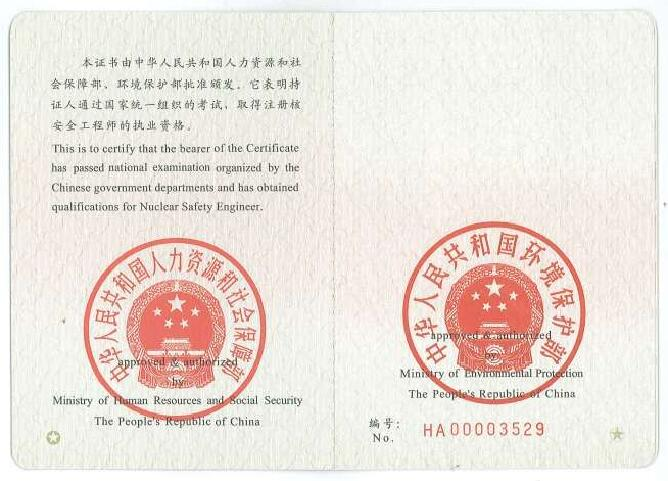 本证书由中华人民共和国人力资源和社
会保障部、环境保护部批准颁发。它表明持
证人通过国家统一组织的考试，取得注册核
安全工程师的执业资格。
This is to certify that the bearer of the Certificate
has passed national examination organized by the
Chinese government departments and has obtained
qualifications for Nuclear Safety Engineer.
中华人民共和国人力资源和社会保障部
approved & authorized
by
Ministry of Human Resources and Social Security
The People's Republic of China
中华人民共和国环境保护部
approved & authorized
by
Ministry of Environmental Protection
The People's Republic of China
编号：
No.
HA00003529